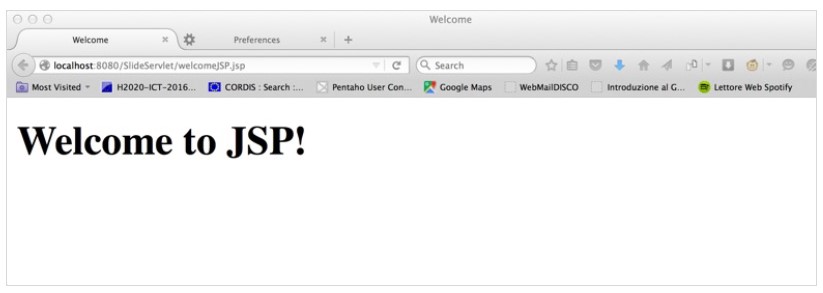 Welcome
Welcome Preferences
localhost:8080/SlideServlet/welcomeJSP.jsp Search
Most Visited H2020-ICT-2016... CORDIS : Search :... Pentaho User Con... Google Maps WebMailDISCO Introduzione al G... Lettore Web Spotify
Welcome to JSP!